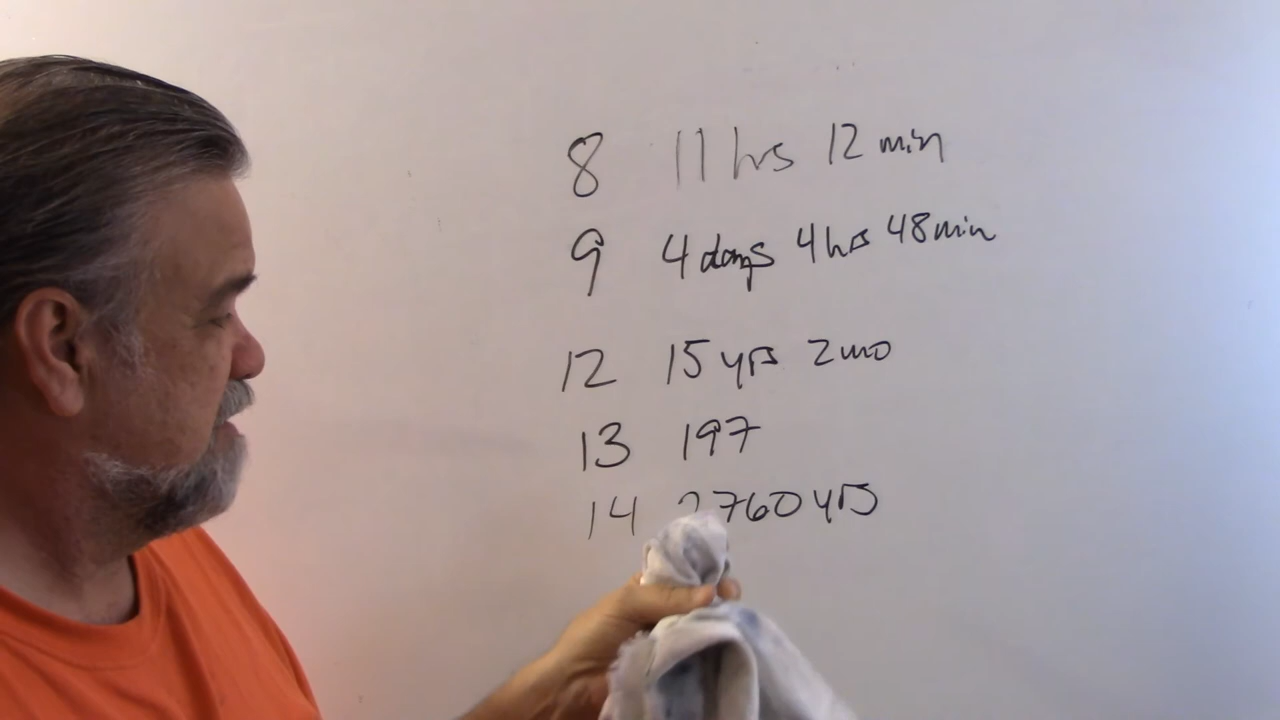 8 11 hrs 12 min
9 4 days 4 hrs 48 min
12 15 yrs 2 mo
13 197
14 2760 yrs